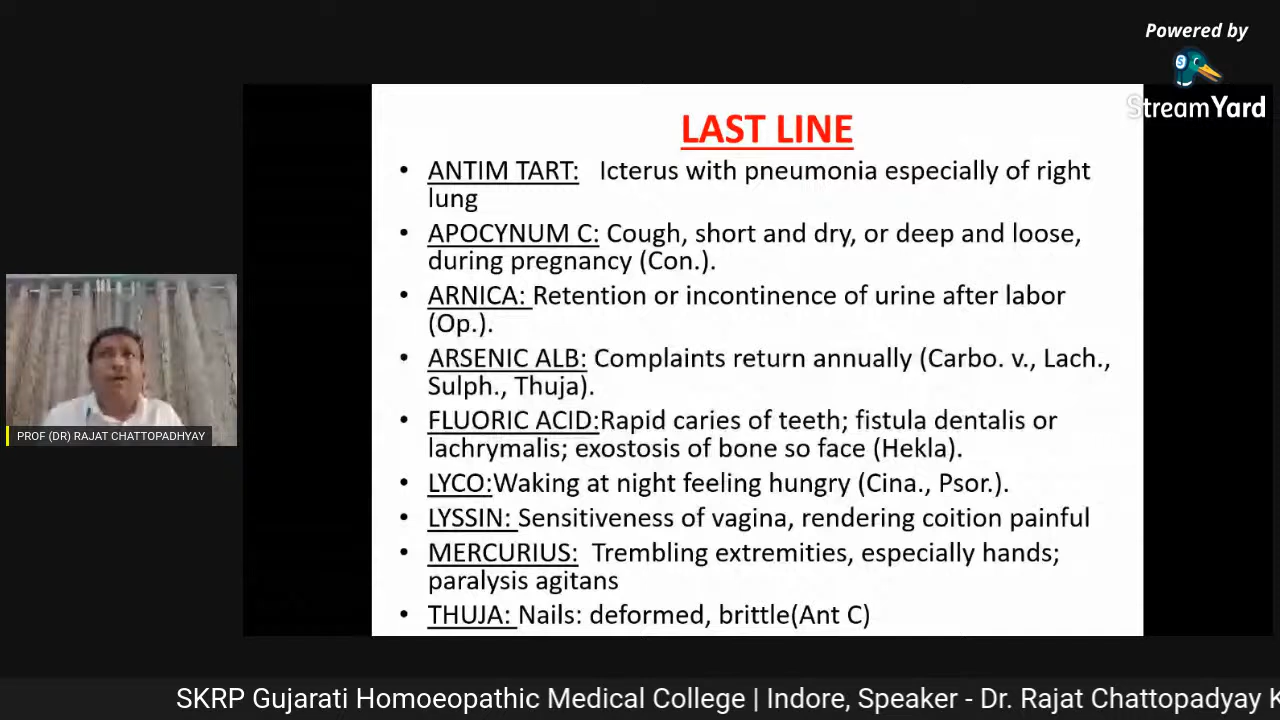 Powered by
StreamYard
LAST LINE
• ANTIM TART: Icterus with pneumonia especially of right
lung
• APOCYNUM C: Cough, short and dry, or deep and loose,
during pregnancy (Con.).
• ARNICA: Retention or incontinence of urine after labor
(Op.).
• ARSENIC ALB: Complaints return annually (Carbo. v., Lach.,
Sulph., Thuja).
• FLUORIC ACID:Rapid caries of teeth; fistula dentalis or
lachrymalis; exostosis of bone so face (Hekla).
• LYCO:Waking at night feeling hungry (Cina., Psor.).
• LYSSIN: Sensitiveness of vagina, rendering coition painful
• MERCURIUS: Trembling extremities, especially hands;
paralysis agitans
• THUJA: Nails: deformed, brittle(Ant C)
PROF (DR) RAJAT CHATTOPADHYAY
SKRP Gujarati Homoeopathic Medical College | Indore, Speaker - Dr. Rajat Chattopadyay K